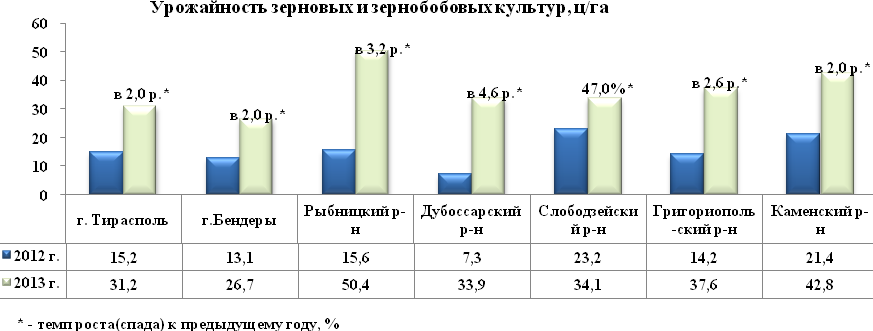 Урожайность зерновых и зернобобовых культур, ц/га
60
50
40
30
20
10
0
в 2,0 р.*
в 2,0 р.*
в 3,2 р.*
в 4,6 р.*
47,0%*
в 2,6 р.*
в 2,0 р.*
г. Тирасполь
г.Бендеры
Рыбницкий р-
н
Дубоссарский
р-н
Слободзейски
й р-н
Григориополь
-ский р-н
Каменский р-
н
2012 г. 15,2 13,1 15,6 7,3 23,2 14,2 21,4
2013 г. 31,2 26,7 50,4 33,9 34,1 37,6 42,8
* - темп роста(спада) к предыдущему году, %